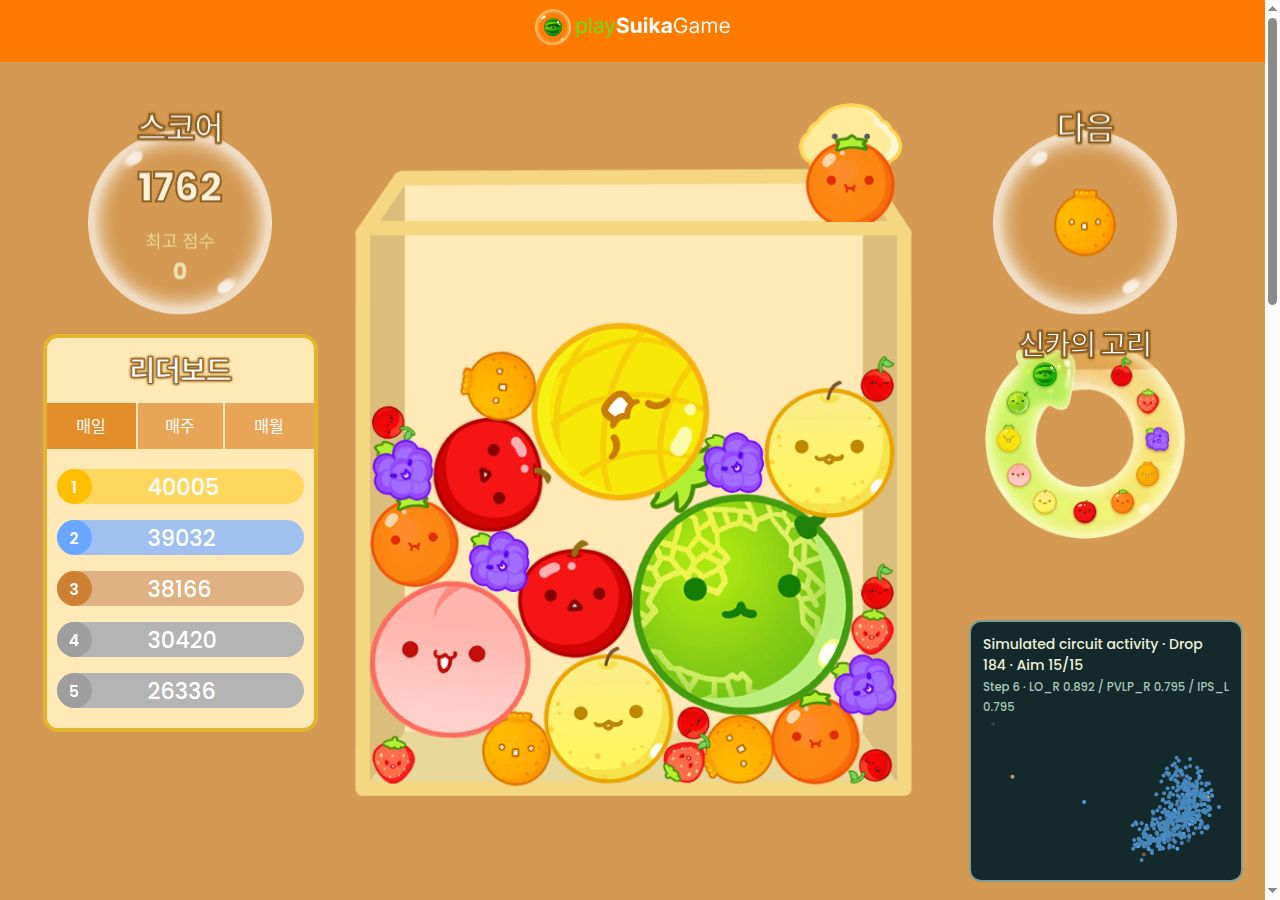 playSuikaGame
스코어
1762
최고 점수
0
리더보드
매일 매주 매월
1 40005
2 39032
3 38166
4 30420
5 26336
다음
신카의 고리
Simulated circuit activity · Drop
184 · Aim 15/15
Step 6 · LO_R 0.892 / PVLP_R 0.795 / IPS_L
0.795